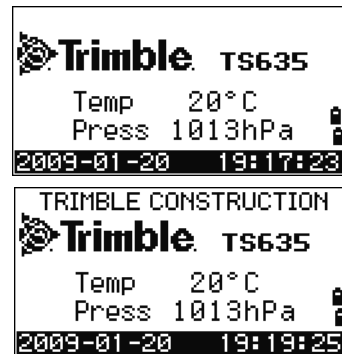 Trimble. TS635
Temp 20°C
Press 1013hPa
2009-01-20 19:17:23
TRIMBLE CONSTRUCTION
Trimble. TS635
Temp 20°C
Press 1013hPa
2009-01-20 19:19:25